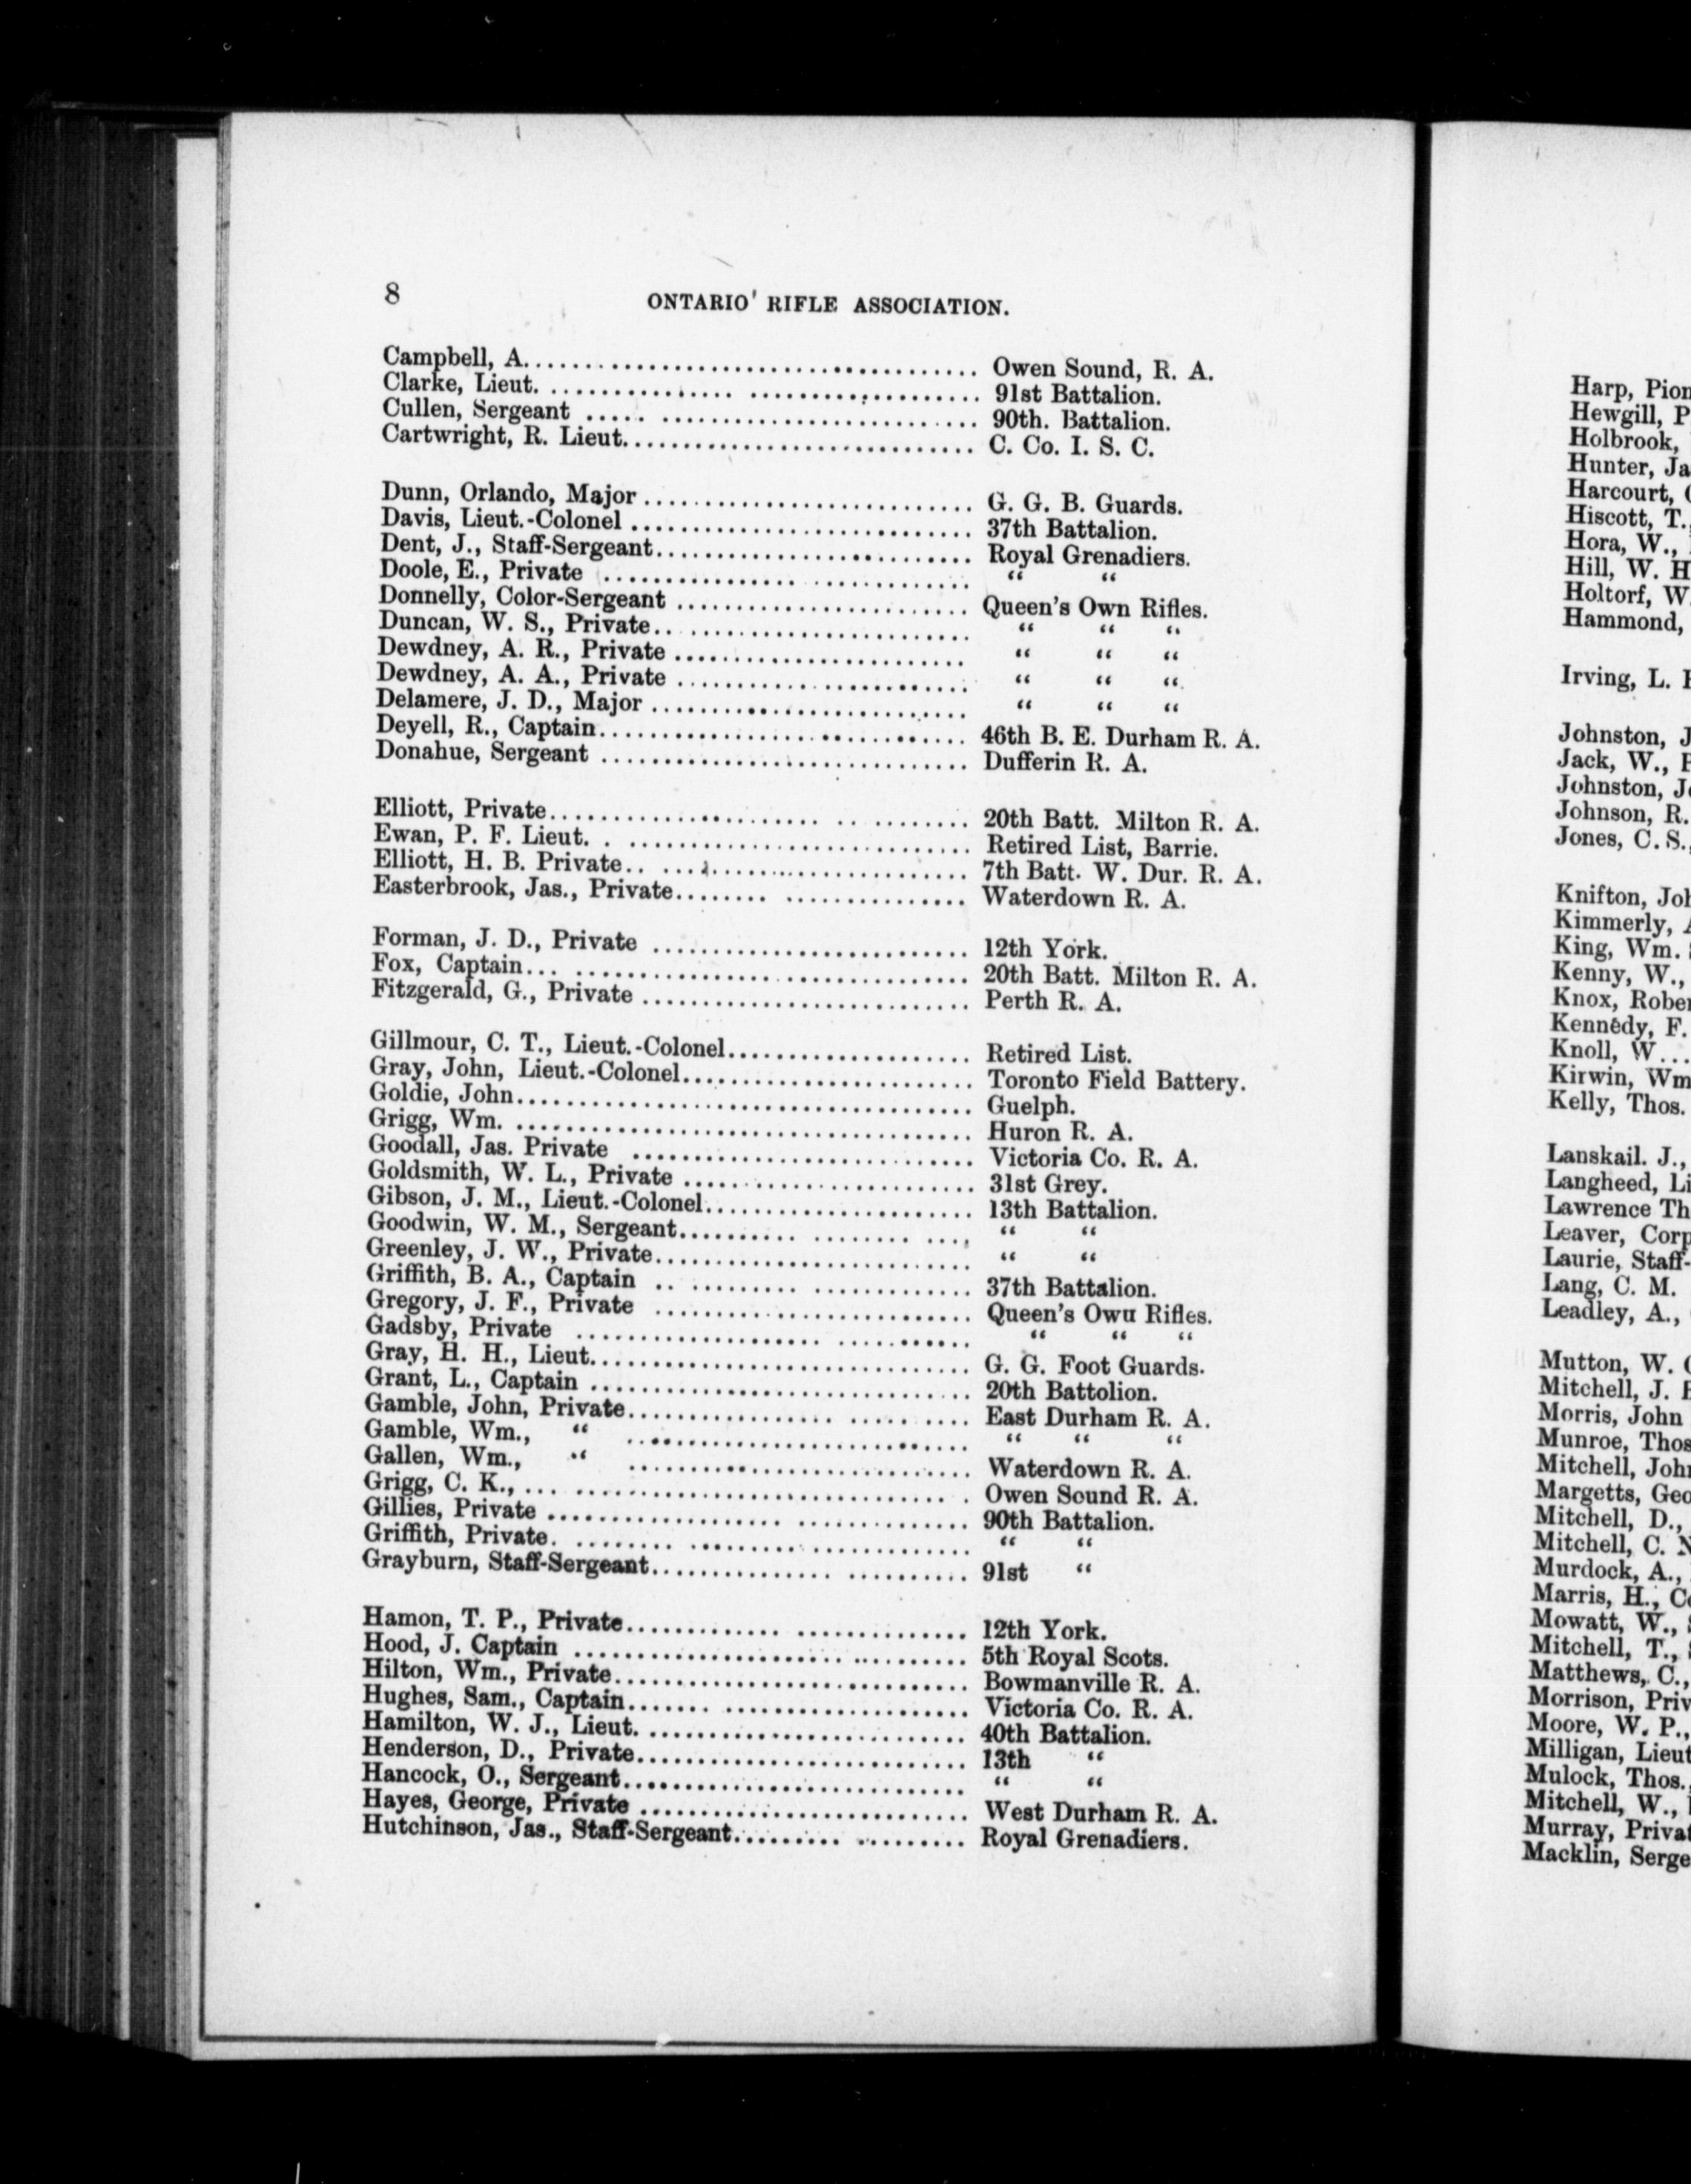 8
ONTARIO RIFLE ASSOCIATION.
Campbell, A. Owen Sound, R. A.
Clarke, Lieut. 91st Battalion.
Cullen, Sergeant 90th. Battalion.
Cartwright, R. Lieut. C. Co. I. S. C.
Dunn, Orlando, Major G. G. B. Guards.
Davis, Lieut.-Colonel 37th Battalion.
Dent, J., Staff-Sergeant Royal Grenadiers.
Doole, E., Private " "
Donnelly, Color-Sergeant Queen's Own Rifles.
Duncan, W. S., Private " " "
Dewdney, A. R., Private " " "
Dewdney, A. A., Private " " "
Delamere, J. D., Major " " "
Deyell, R., Captain 46th B. E. Durham R. A.
Donahue, Sergeant Dufferin R. A.
Elliott, Private 20th Batt. Milton R. A.
Ewan, P. F. Lieut. Retired List, Barrie.
Elliott, H. B. Private 7th Batt. W. Dur. R. A.
Easterbrook, Jas., Private Waterdown R. A.
Forman, J. D., Private 12th York.
Fox, Captain 20th Batt. Milton R. A.
Fitzgerald, G., Private Perth R. A.
Gillmour, C. T., Lieut.-Colonel Retired List.
Gray, John, Lieut.-Colonel Toronto Field Battery.
Goldie, John Guelph.
Grigg, Wm. Huron R. A.
Goodall, Jas. Private Victoria Co. R. A.
Goldsmith, W. L., Private 31st Grey.
Gibson, J. M., Lieut.-Colonel 13th Battalion.
Goodwin, W. M., Sergeant " "
Greenley, J. W., Private " "
Griffith, B. A., Captain 37th Battalion.
Gregory, J. F., Private Queen's Own Rifles.
Gadsby, Private " " "
Gray, H. H., Lieut. G. G. Foot Guards.
Grant, L., Captain 20th Battolion.
Gamble, John, Private East Durham R. A.
Gamble, Wm., " " " "
Gallen, Wm., " Waterdown R. A.
Grigg, C. K., Owen Sound R. A.
Gillies, Private 90th Battalion.
Griffith, Private. " "
Grayburn, Staff-Sergeant 91st "
Hamon, T. P., Private 12th York.
Hood, J. Captain 5th Royal Scots.
Hilton, Wm., Private Bowmanville R. A.
Hughes, Sam., Captain Victoria Co. R. A.
Hamilton, W. J., Lieut. 40th Battalion.
Henderson, D., Private 13th "
Hancock, O., Sergeant " "
Hayes, George, Private West Durham R. A.
Hutchinson, Jas., Staff-Sergeant Royal Grenadiers.
Harp,
Hewgill,
Holbrook,
Hunter,
Harcourt,
Hiscott, T.
Hora, W.,
Hill, W.
Holtorf,
Hammond,
Irving, L.
Johnston,
Jack, W.,
Johnston,
Johnson, R.
Jones, C. S.,
Knifton,
Kimmerly,
King, Wm.
Kenny, W.,
Knox,
Kennedy, F.
Knoll, W
Kirwin,
Kelly, Thos.
Lanskail. J.,
Langheed,
Lawrence
Leaver,
Laurie,
Lang, C. M.
Leadley, A.,
Mutton, W.
Mitchell, J.
Morris, John
Munroe,
Mitchell,
Margetts,
Mitchell, D.,
Mitchell, C.
Murdock, A.,
Marris, H.,
Mowatt, W.,
Mitchell, T.,
Matthews, C.,
Morrison,
Moore, W. P.,
Milligan,
Mulock, Thos.
Mitchell, W.,
Murray,
Macklin,